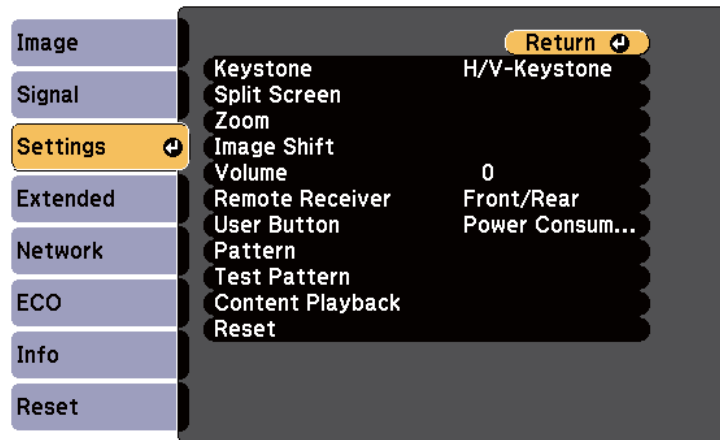 Image
Signal
Settings
Extended
Network
ECO
Info
Reset
Return
Keystone H/V-Keystone
Split Screen
Zoom
Image Shift
Volume 0
Remote Receiver Front/Rear
User Button Power Consum...
Pattern
Test Pattern
Content Playback
Reset